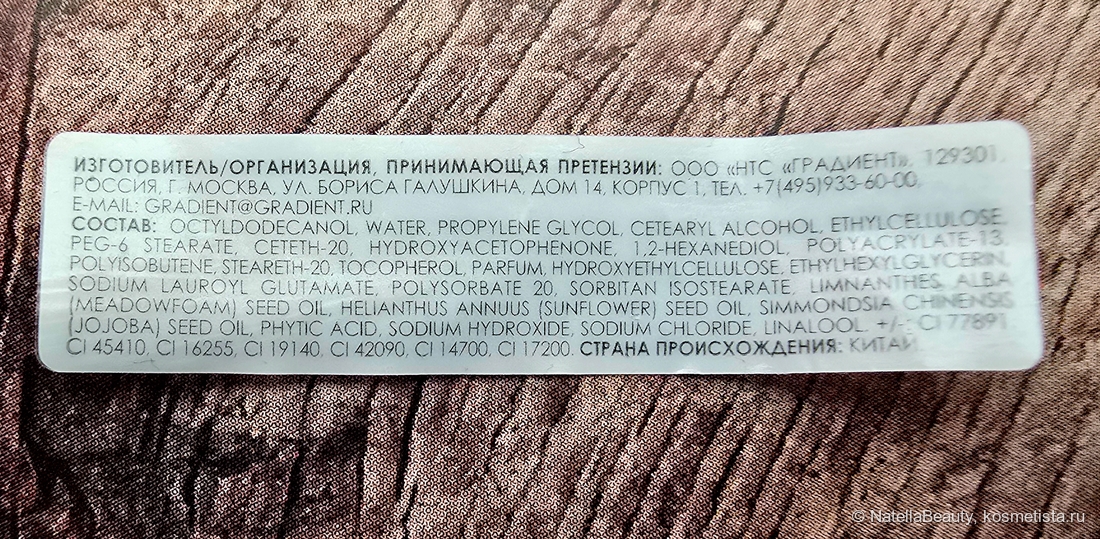 ИЗГОТОВИТЕЛЬ/ОРГАНИЗАЦИЯ, ПРИНИМАЮЩАЯ ПРЕТЕНЗИИ: ООО «НТС «ГРАДИЕНТ», 129301,
РОССИЯ, Г. МОСКВА, УЛ. БОРИСА ГАЛУШКИНА, ДОМ 14, КОРПУС 1, ТЕЛ. +7(495)933-60-00,
E-MAIL: GRADIENT@GRADIENT.RU
СОСТАВ: OCTYLDODECANOL, WATER, PROPYLENE GLYCOL, CETEARYL ALCOHOL, ETHYLCELLULOSE,
PEG-6 STEARATE, CETETH-20, HYDROXYACETOPHENONE, 1,2-HEXANEDIOL, POLYACRYLATE-13,
POLYISOBUTENE, STEARETH-20, TOCOPHEROL, PARFUM, HYDROXYETHYLCELLULOSE, ETHYLHEXYLGLYCERIN,
SODIUM LAUROYL GLUTAMATE, POLYSORBATE 20, SORBITAN ISOSTEARATE, LIMNANTHES ALBA
(MEADOWFOAM) SEED OIL, HELIANTHUS ANNUUS (SUNFLOWER) SEED OIL, SIMMONDSIA CHINENSIS
(JOJOBA) SEED OIL, PHYTIC ACID, SODIUM HYDROXIDE, SODIUM CHLORIDE, LINALOOL. +/-: CI 77891,
CI 45410, CI 16255, CI 19140, CI 42090, CI 14700, CI 17200. СТРАНА ПРОИСХОЖДЕНИЯ: КИТАЙ
© NatellaBeauty, kosmetista.ru